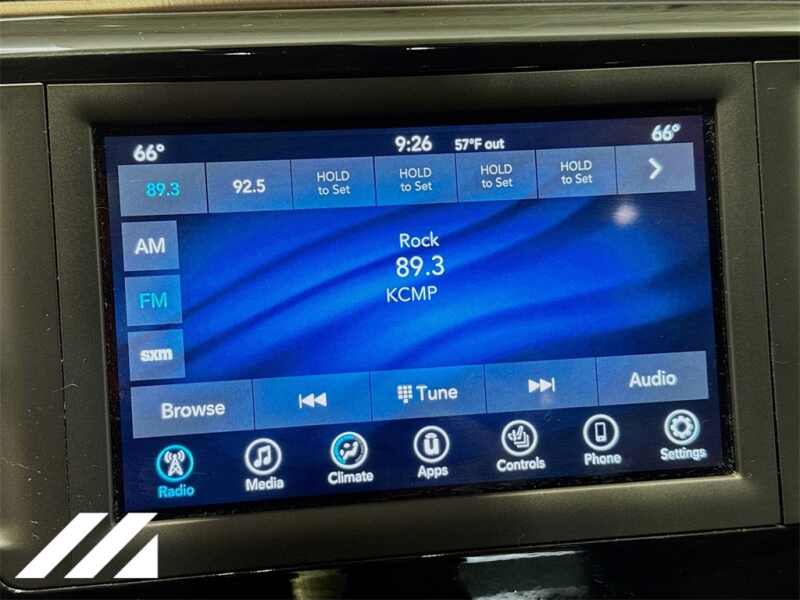 66° 9:26 57°F out 66°
89.3 92.5 HOLD to Set HOLD to Set HOLD to Set HOLD to Set
AM
Rock
89.3
FM
KCMP
sxm
Browse Tune Audio
Radio Media Climate Apps Controls Phone Settings